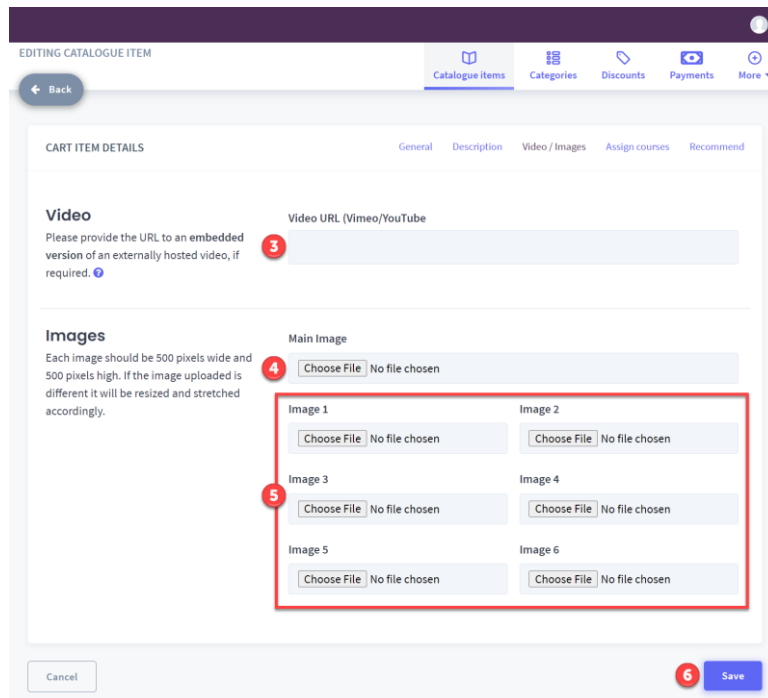 EDITING CATALOGUE ITEM
Back
Catalogue items
Categories
Discounts
Payments
More
CART ITEM DETAILS
General
Description
Video / Images
Assign courses
Recommend
Video
Please provide the URL to an embedded
version of an externally hosted video, if
required. ?
Video URL (Vimeo/YouTube
3
Images
Each image should be 500 pixels wide and
500 pixels high. If the image uploaded is
different it will be resized and stretched
accordingly.
Main Image
4
Choose File No file chosen
Image 1
Image 2
Choose File No file chosen
Choose File No file chosen
Image 3
Image 4
5
Choose File No file chosen
Choose File No file chosen
Image 5
Image 6
Choose File No file chosen
Choose File No file chosen
Cancel
6
Save